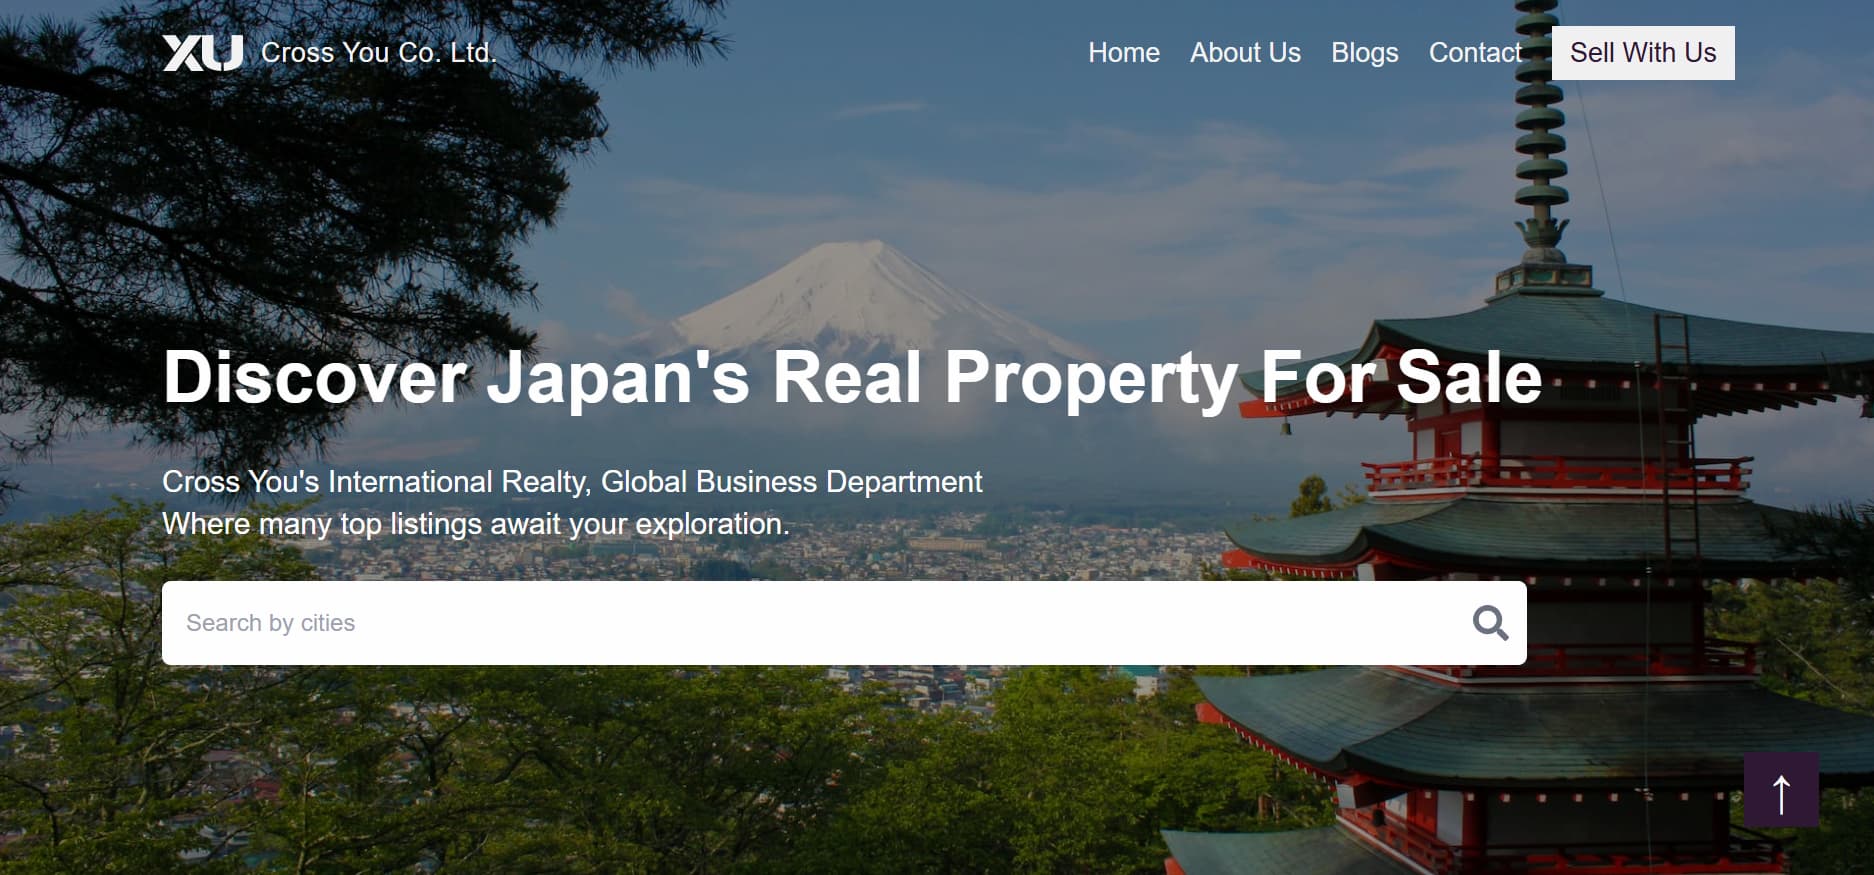 XU Cross You Co. Ltd.
Home About Us Blogs Contact Sell With Us
Discover Japan's Real Property For Sale
Cross You's International Realty, Global Business Department
Where many top listings await your exploration.
Search by cities
↑